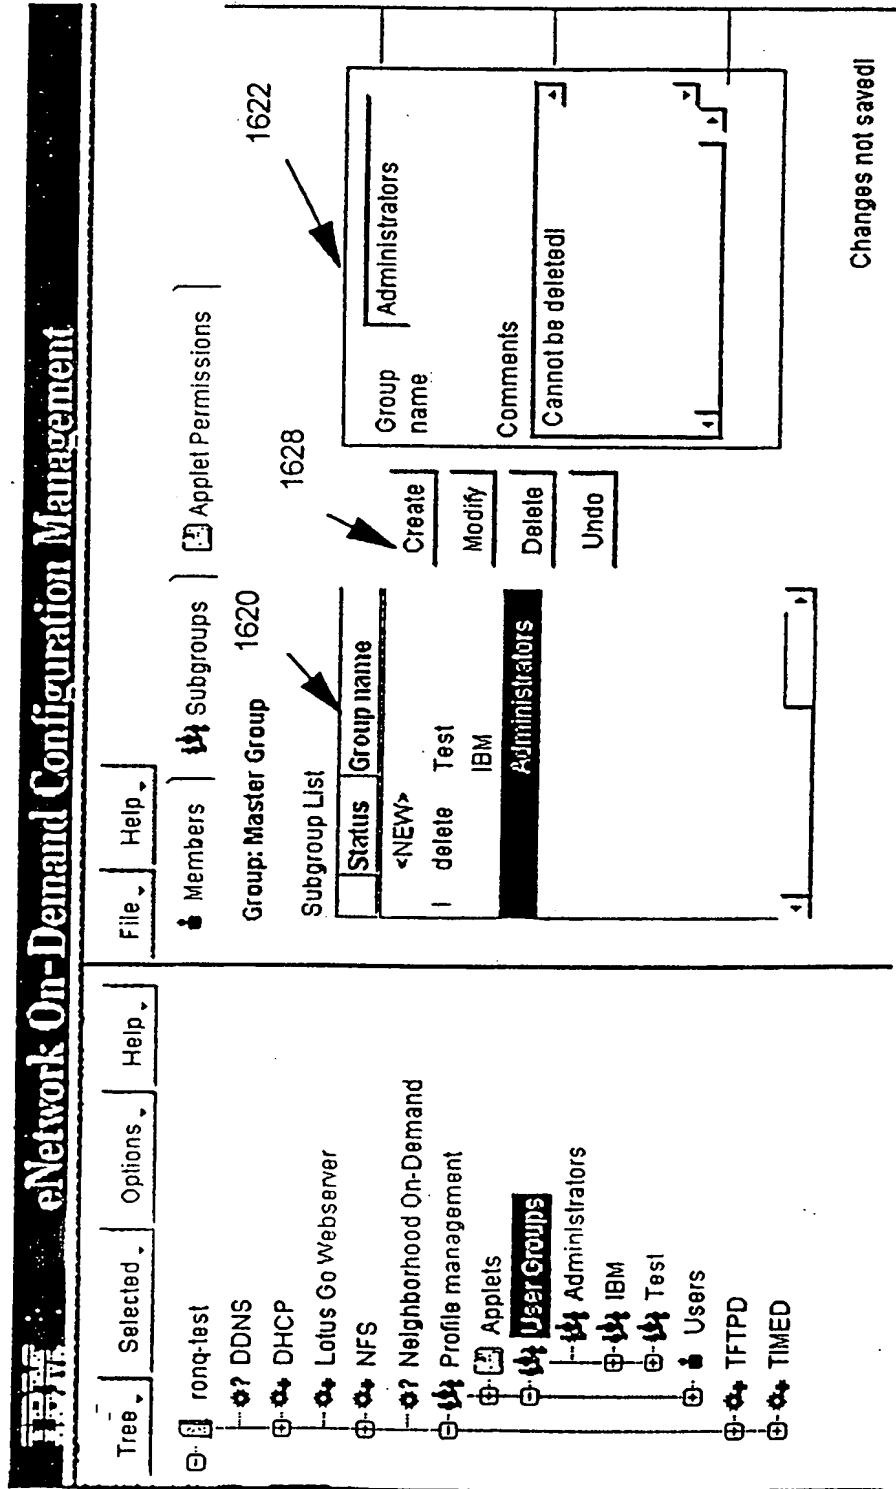 IBM
eNetwork On-Demand Configuration Management
Tree Selected Options Help
File Help
ronq-test
? DDNS
DHCP
Lotus Go Webserver
NFS
? Neighborhood On-Demand
Profile management
Applets
User Groups
Administrators
IBM
Test
Users
TFTPD
TIMED
Members Subgroups Applet Permissions
Group: Master Group
1620
1628
1622
Subgroup List
Status Group name
<NEW>
| delete Test
IBM
Administrators
Create
Modify
Delete
Undo
Group
name
Administrators
Comments
Cannot be deleted!
Changes not saved!